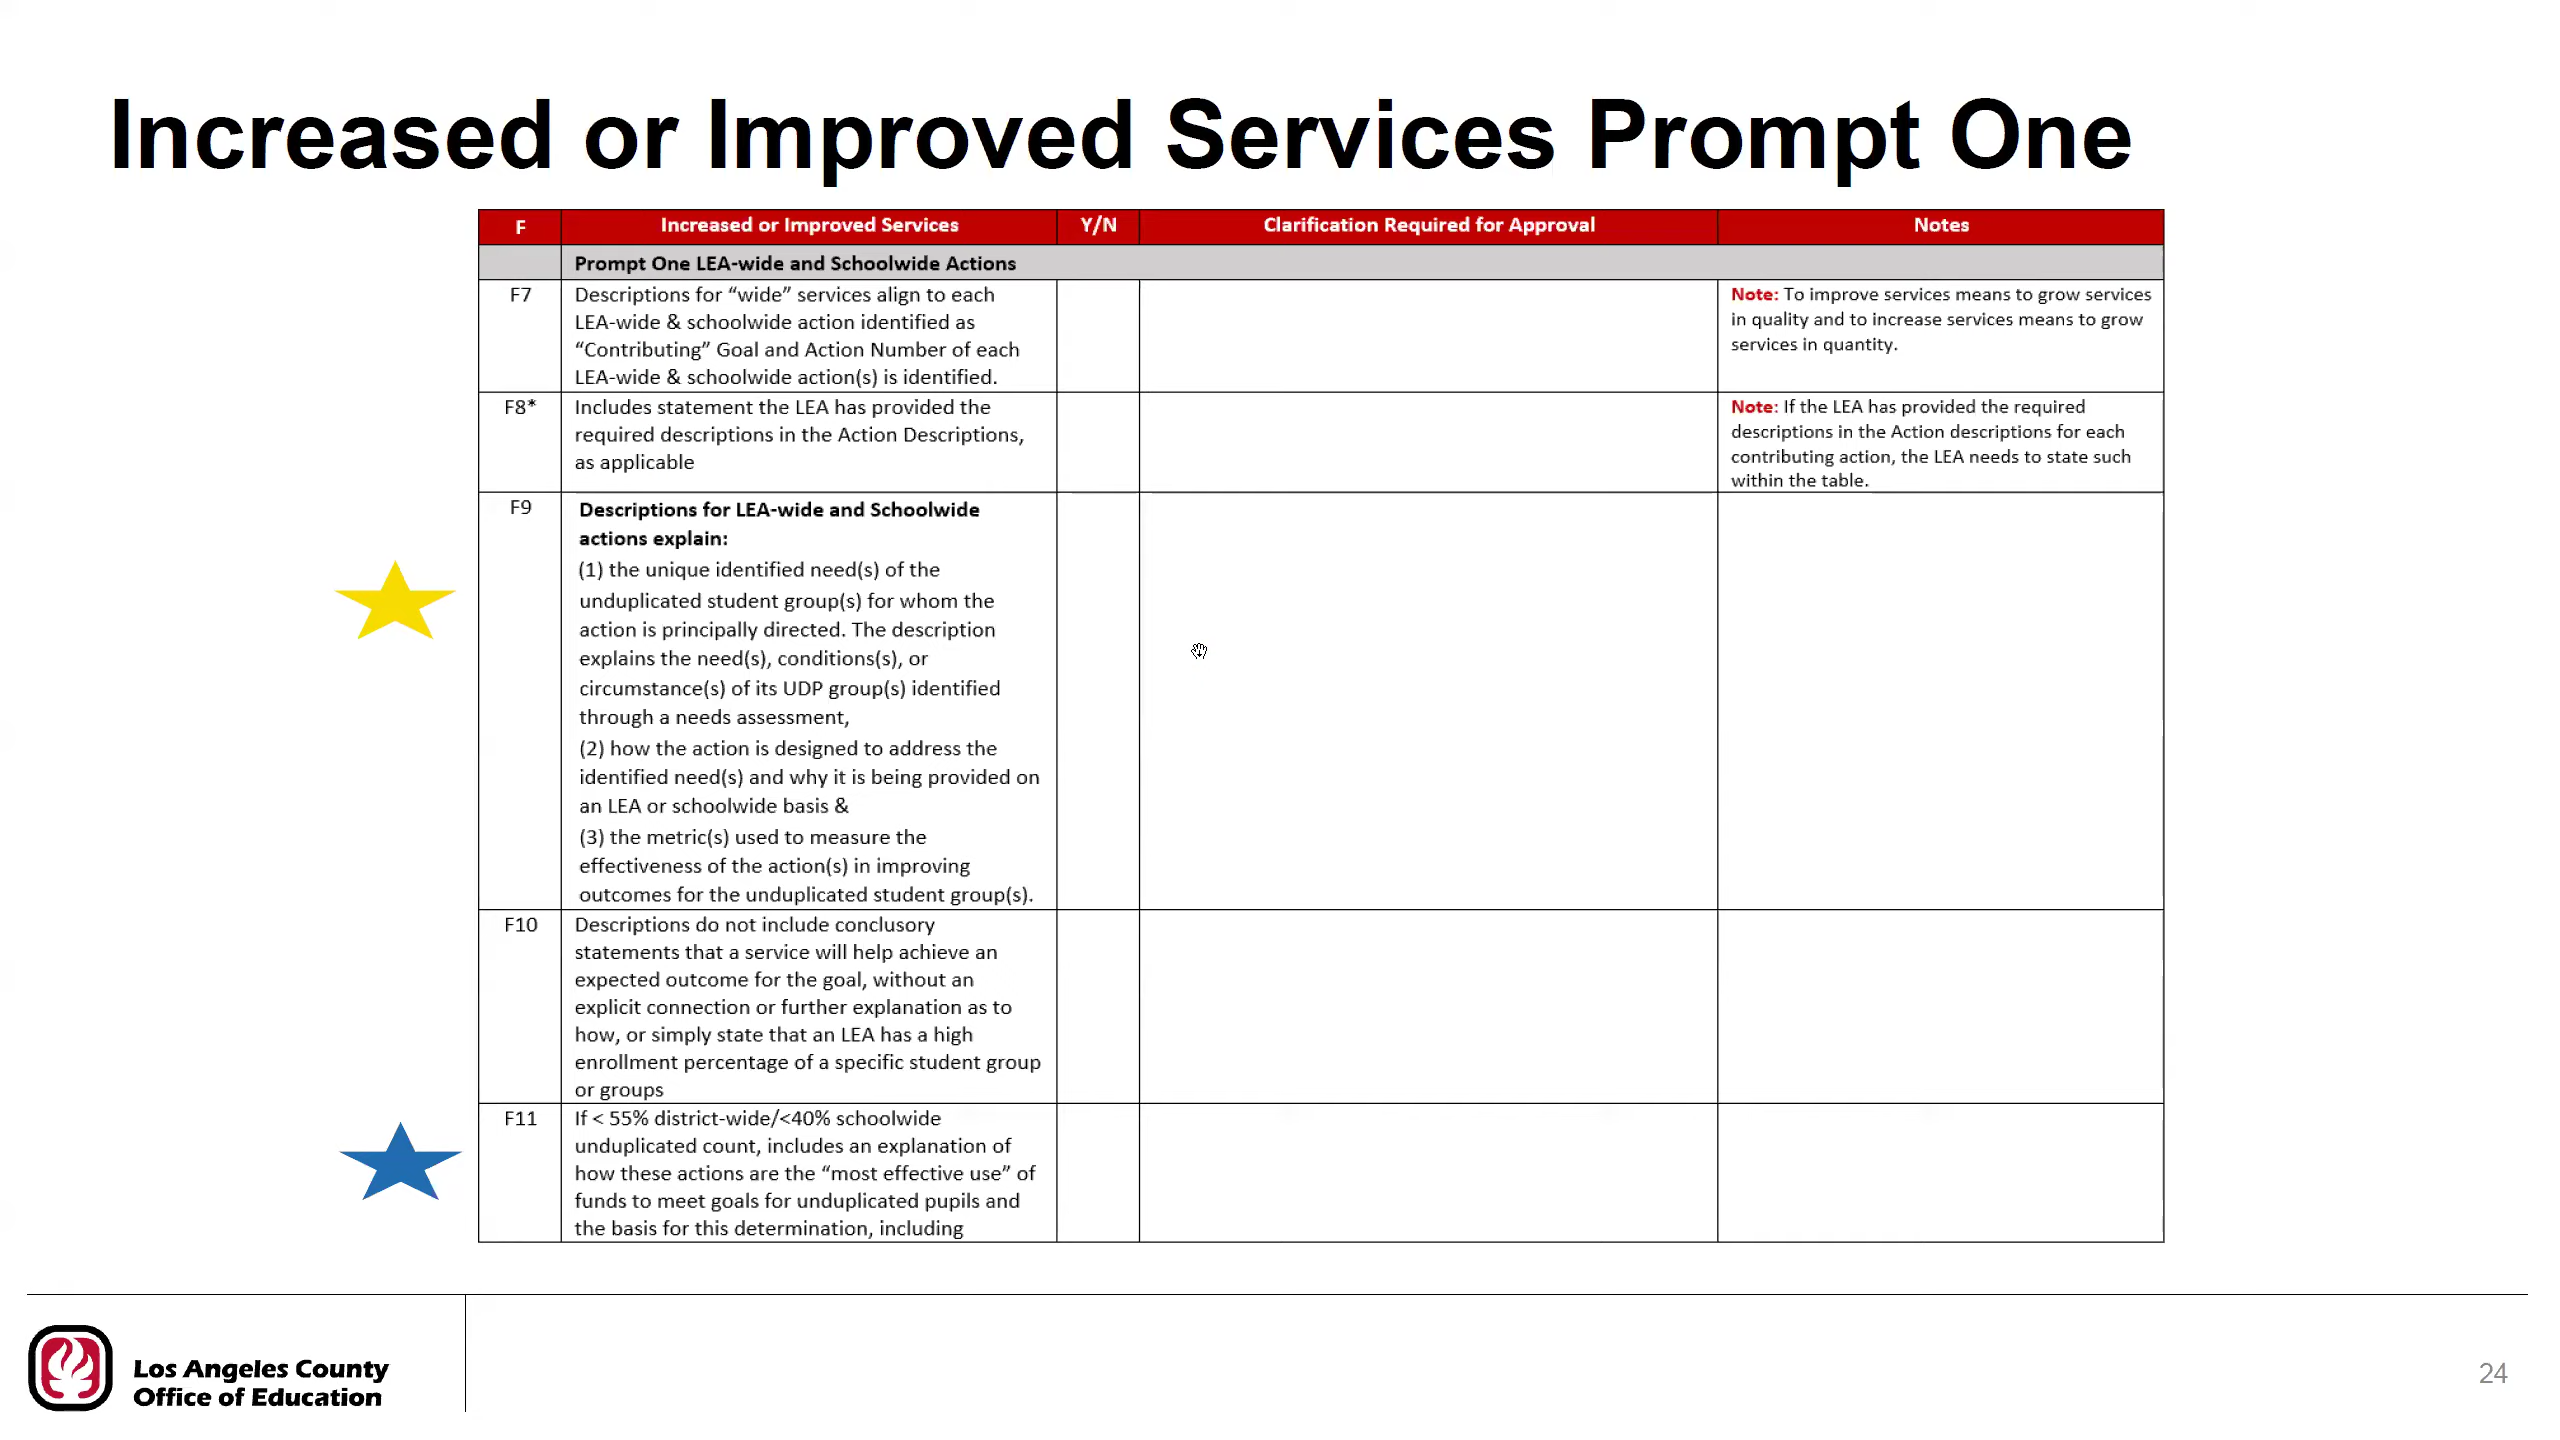 Increased or Improved Services Prompt One
F
Increased or Improved Services
Y/N
Clarification Required for Approval
Notes
Prompt One LEA-wide and Schoolwide Actions
F7
Descriptions for “wide” services align to each
LEA-wide & schoolwide action identified as
“Contributing” Goal and Action Number of each
LEA-wide & schoolwide action(s) is identified.
Note: To improve services means to grow services
in quality and to increase services means to grow
services in quantity.
F8*
Includes statement the LEA has provided the
required descriptions in the Action Descriptions,
as applicable
Note: If the LEA has provided the required
descriptions in the Action descriptions for each
contributing action, the LEA needs to state such
within the table.
F9
Descriptions for LEA-wide and Schoolwide
actions explain:
(1) the unique identified need(s) of the
unduplicated student group(s) for whom the
action is principally directed. The description
explains the need(s), conditions(s), or
circumstance(s) of its UDP group(s) identified
through a needs assessment,
(2) how the action is designed to address the
identified need(s) and why it is being provided on
an LEA or schoolwide basis &
(3) the metric(s) used to measure the
effectiveness of the action(s) in improving
outcomes for the unduplicated student group(s).
F10
Descriptions do not include conclusory
statements that a service will help achieve an
expected outcome for the goal, without an
explicit connection or further explanation as to
how, or simply state that an LEA has a high
enrollment percentage of a specific student group
or groups
F11
If < 55% district-wide/<40% schoolwide
unduplicated count, includes an explanation of
how these actions are the “most effective use” of
funds to meet goals for unduplicated pupils and
the basis for this determination, including
Los Angeles County
Office of Education
24